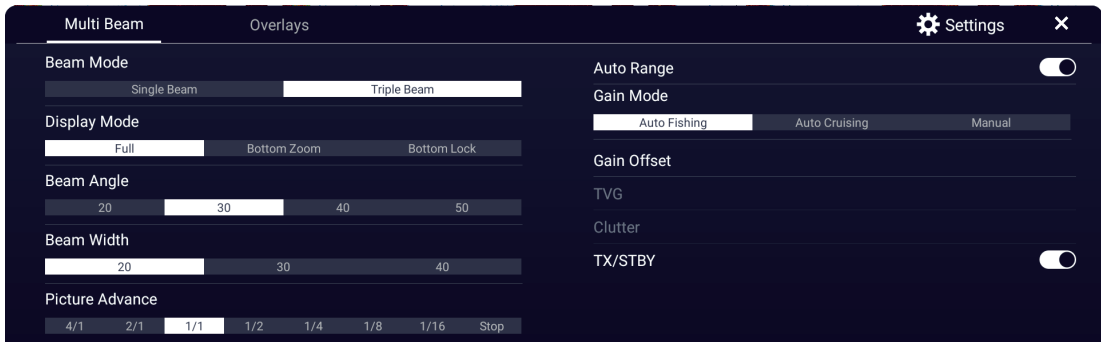 Multi Beam Overlays Settings
Beam Mode
Single Beam Triple Beam
Display Mode
Full Bottom Zoom Bottom Lock
Beam Angle
20 30 40 50
Beam Width
20 30 40
Picture Advance
4/1 2/1 1/1 1/2 1/4 1/8 1/16 Stop
Auto Range
Gain Mode
Auto Fishing Auto Cruising Manual
Gain Offset
TVG
Clutter
TX/STBY